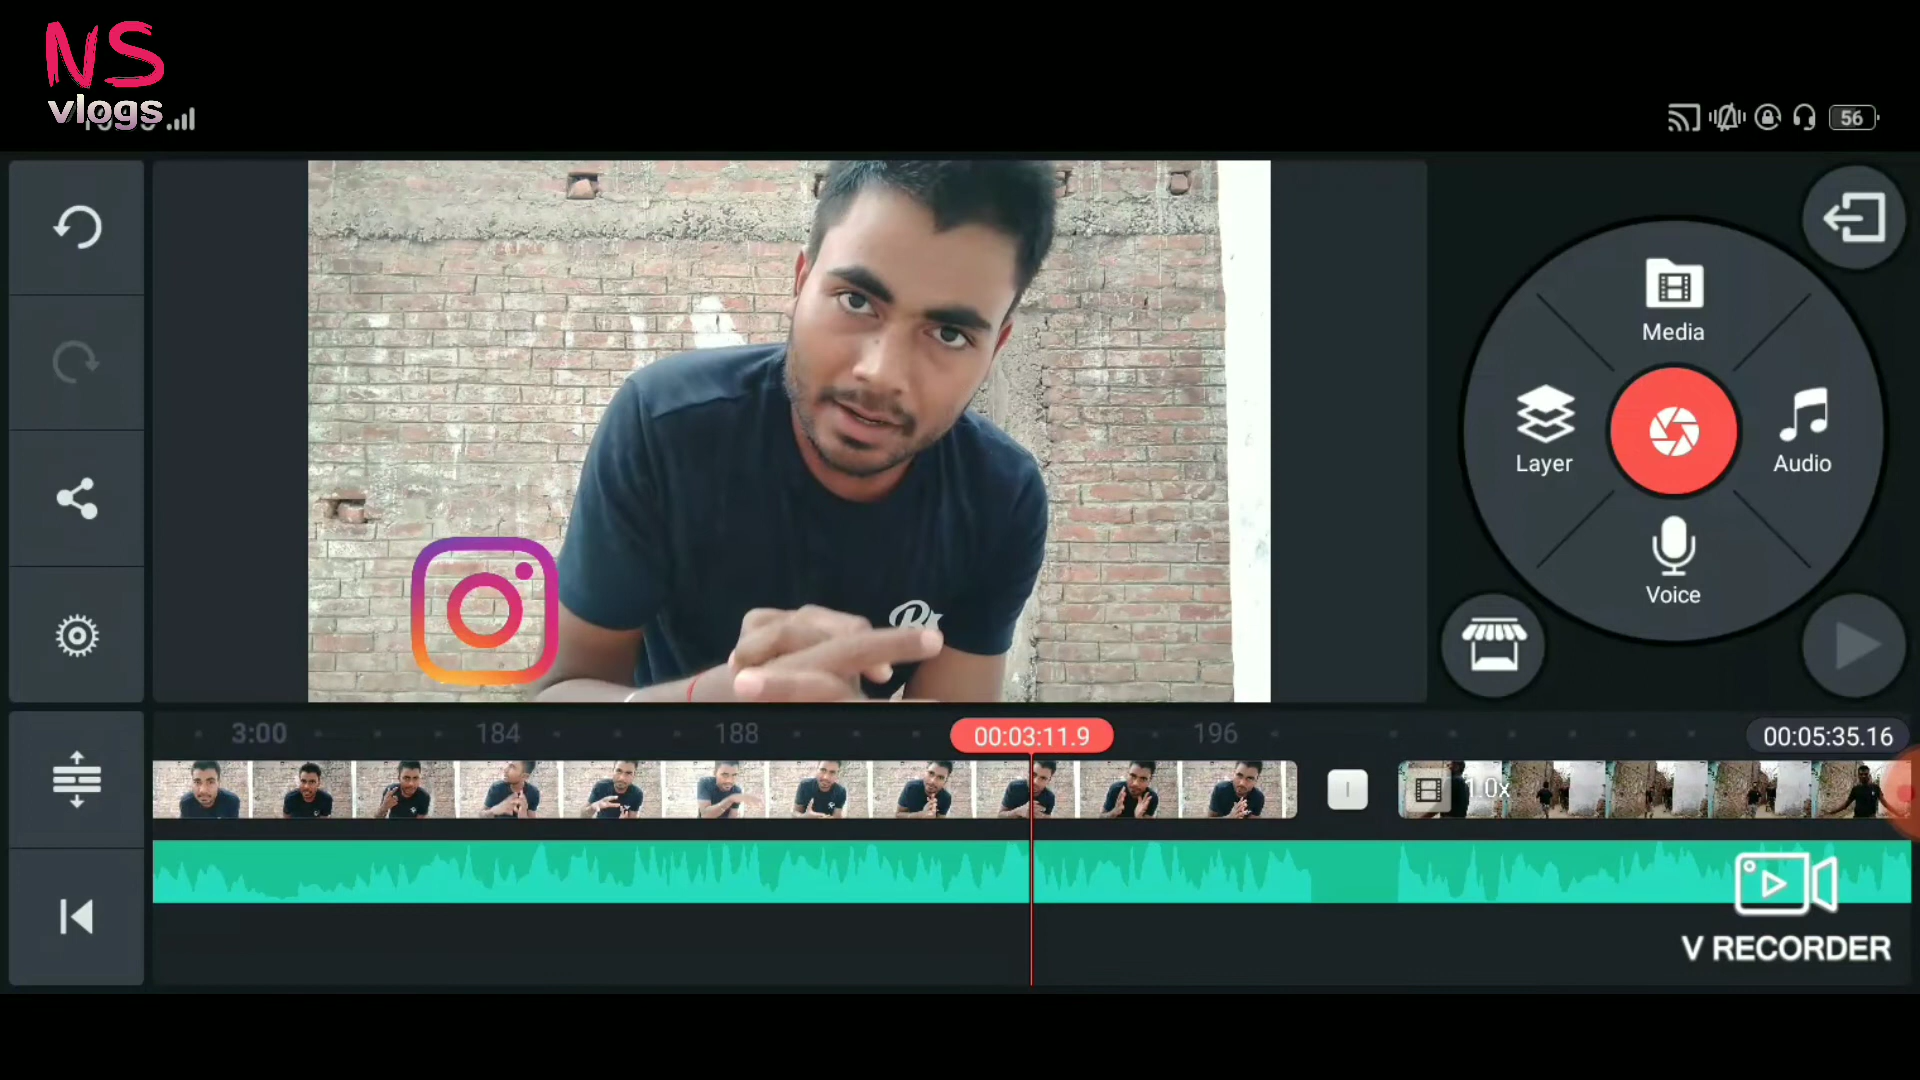 NS
vlogs
56
Media
Layer
Audio
Voice
3:00 184 188 00:03:11.9 196 00:05:35.16
1.0x
V RECORDER